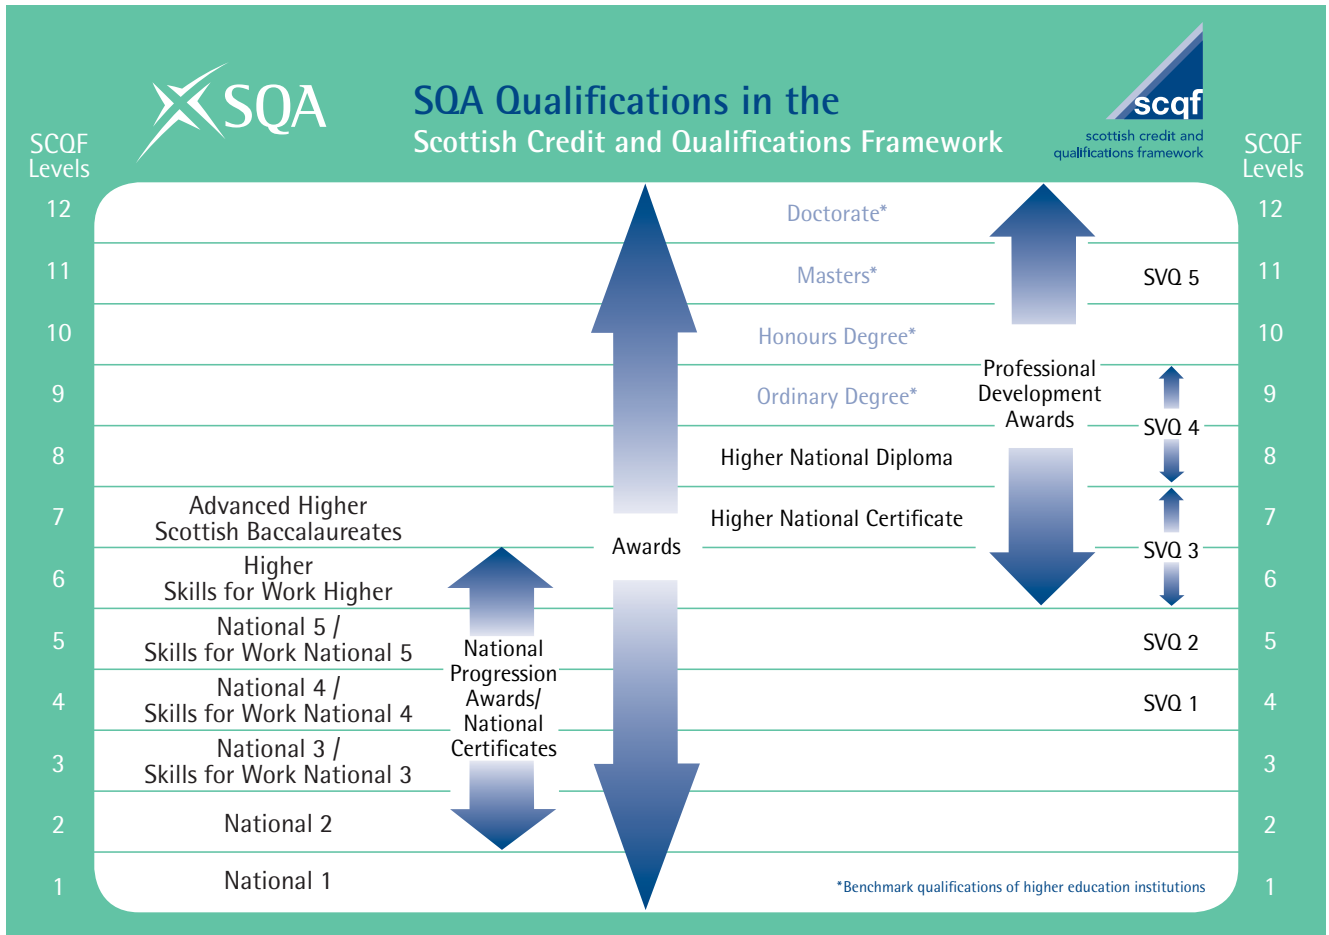 SQA
SQA Qualifications in the
Scottish Credit and Qualifications Framework
scqf
scottish credit and
qualifications framework
SCQF
Levels
SCQF
Levels
12
Doctorate*
12
11
Masters*
SVQ 5
11
10
Honours Degree*
10
Professional
Development
Awards
9
Ordinary Degree*
9
SVQ 4
8
Higher National Diploma
8
7
Advanced Higher
Scottish Baccalaureates
Higher National Certificate
7
Awards
SVQ 3
6
Higher
Skills for Work Higher
6
5
National 5 /
Skills for Work National 5
SVQ 2
5
National
Progression
Awards/
National
Certificates
4
National 4 /
Skills for Work National 4
SVQ 1
4
3
National 3 /
Skills for Work National 3
3
2
National 2
2
1
National 1
*Benchmark qualifications of higher education institutions
1